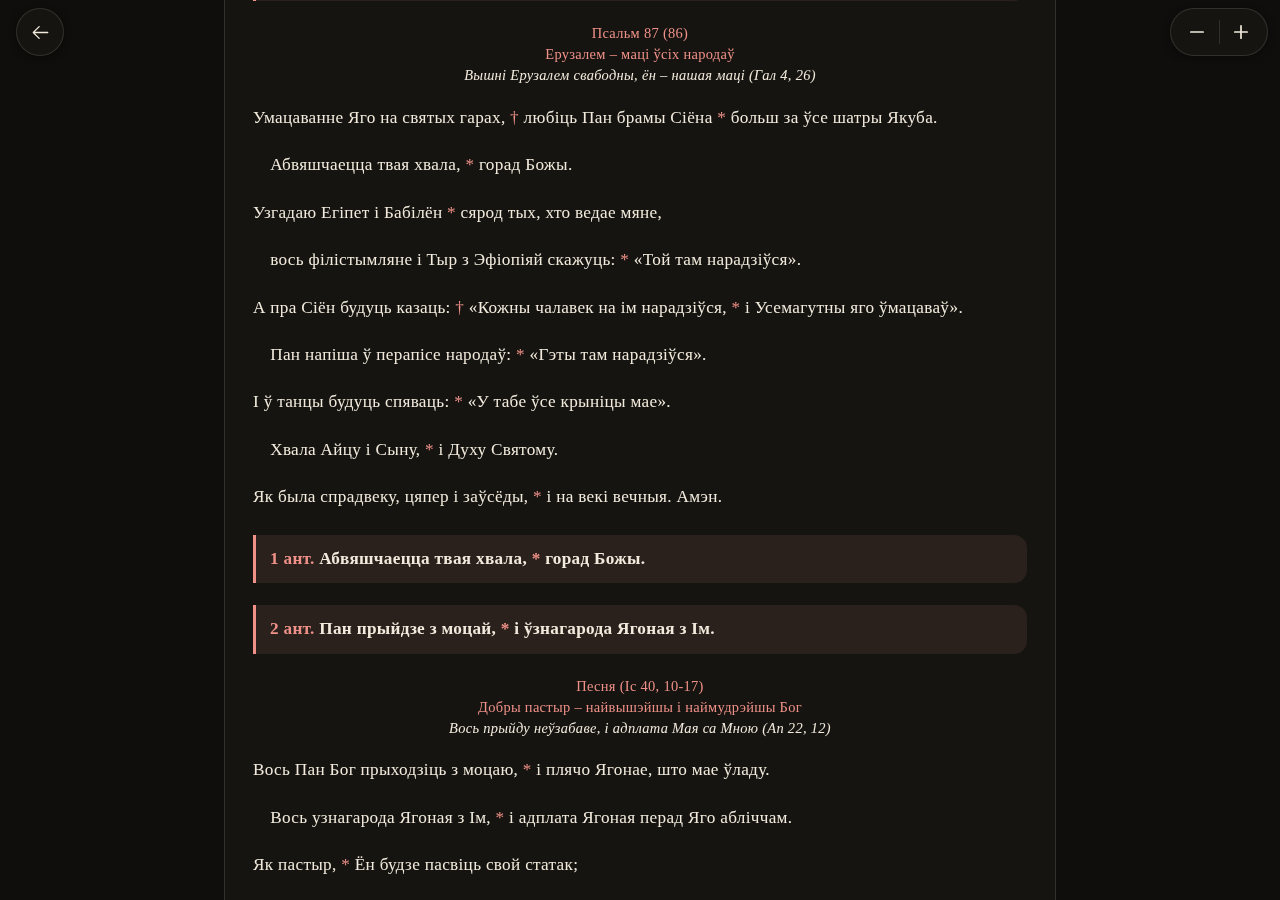 Псальм 87 (86)
Ерузалем – маці ўсіх народаў
Вышні Ерузалем свабодны, ён – нашая маці (Гал 4, 26)
Умацаванне Яго на святых гарах, † любіць Пан брамы Сіёна * больш за ўсе шатры Якуба.
Абвяшчаецца твая хвала, * горад Божы.
Узгадаю Егіпет і Бабілён * сярод тых, хто ведае мяне,
вось філістымляне і Тыр з Эфіопіяй скажуць: * «Той там нарадзіўся».
А пра Сіён будуць казаць: † «Кожны чалавек на ім нарадзіўся, * і Усемагутны яго ўмацаваў».
Пан напіша ў перапісе народаў: * «Гэты там нарадзіўся».
І ў танцы будуць спяваць: * «У табе ўсе крыніцы мае».
Хвала Айцу і Сыну, * і Духу Святому.
Як была спрадвеку, цяпер і заўсёды, * і на векі вечныя. Амэн.
1 ант. Абвяшчаецца твая хвала, * горад Божы.
2 ант. Пан прыйдзе з моцай, * і ўзнагарода Ягоная з Ім.
Песня (Іс 40, 10-17)
Добры пастыр – найвышэйшы і наймудрэйшы Бог
Вось прыйду неўзабаве, і адплата Мая са Мною (Ап 22, 12)
Вось Пан Бог прыходзіць з моцаю, * і плячо Ягонае, што мае ўладу.
Вось узнагарода Ягоная з Ім, * і адплата Ягоная перад Яго абліччам.
Як пастыр, * Ён будзе пасвіць свой статак;